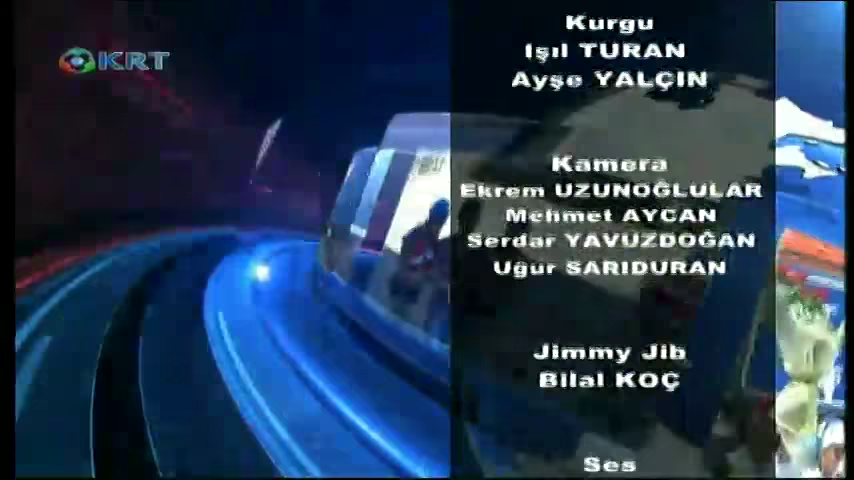 KRT
Kurgu
Işıl TURAN
Ayşe YALÇIN
Kamera
Ekrem UZUNOĞLULAR
Mehmet AYCAN
Serdar YAVUZDOĞAN
Uğur SARIDURAN
Jimmy Jib
Bilal KOÇ
Ses